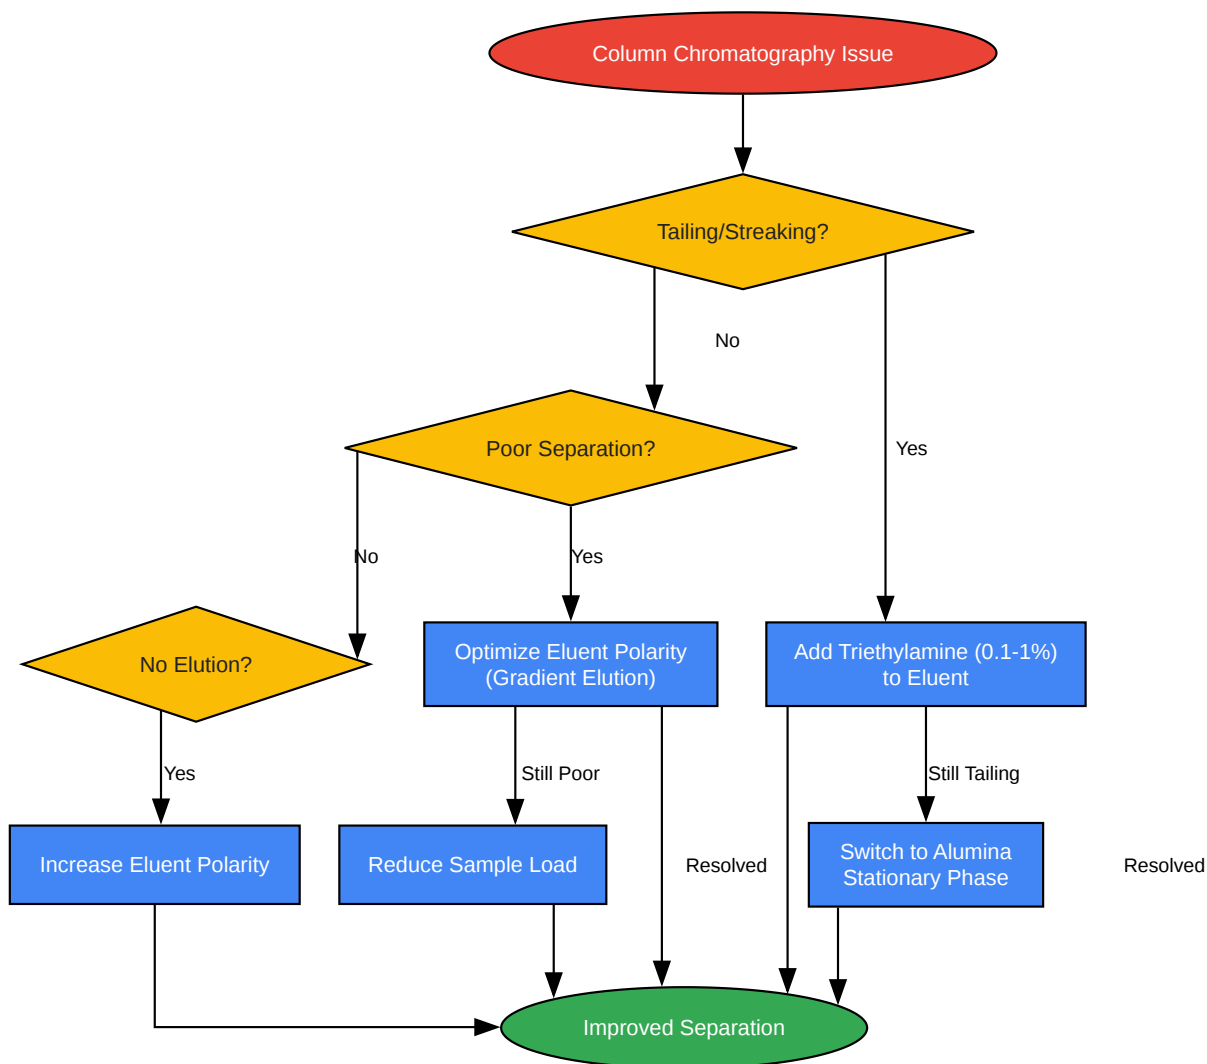 Column Chromatography Issue
Tailing/Streaking?
No
Poor Separation?
Yes
No
Yes
No Elution?
Optimize Eluent Polarity
(Gradient Elution)
Add Triethylamine (0.1-1%)
to Eluent
Yes
Still Poor
Still Tailing
Increase Eluent Polarity
Reduce Sample Load
Resolved
Switch to Alumina
Stationary Phase
Resolved
Improved Separation